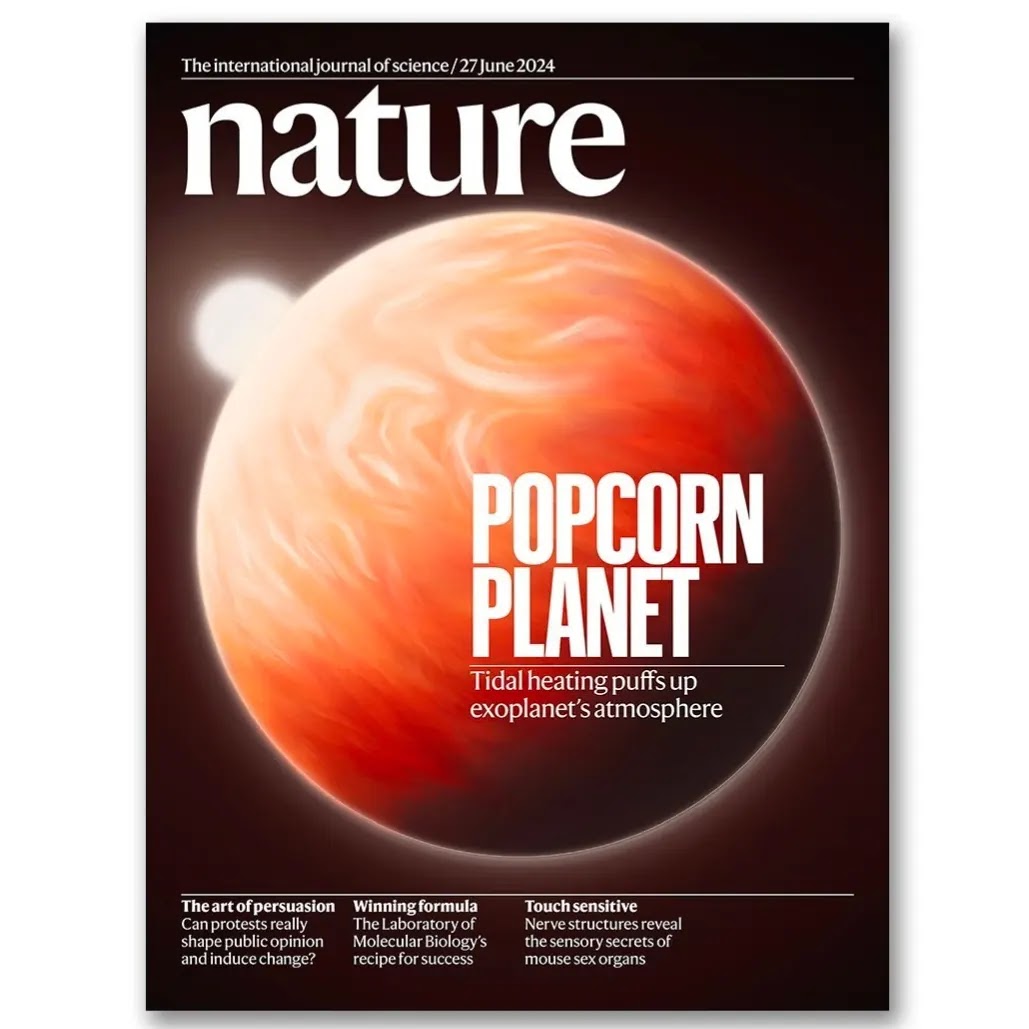 The international journal of science / 27 June 2024
nature
POPCORN
PLANET
Tidal heating puffs up
exoplanet's atmosphere
The art of persuasion
Can protests really
shape public opinion
and induce change?
Winning formula
The Laboratory of
Molecular Biology's
recipe for success
Touch sensitive
Nerve structures reveal
the sensory secrets of
mouse sex organs